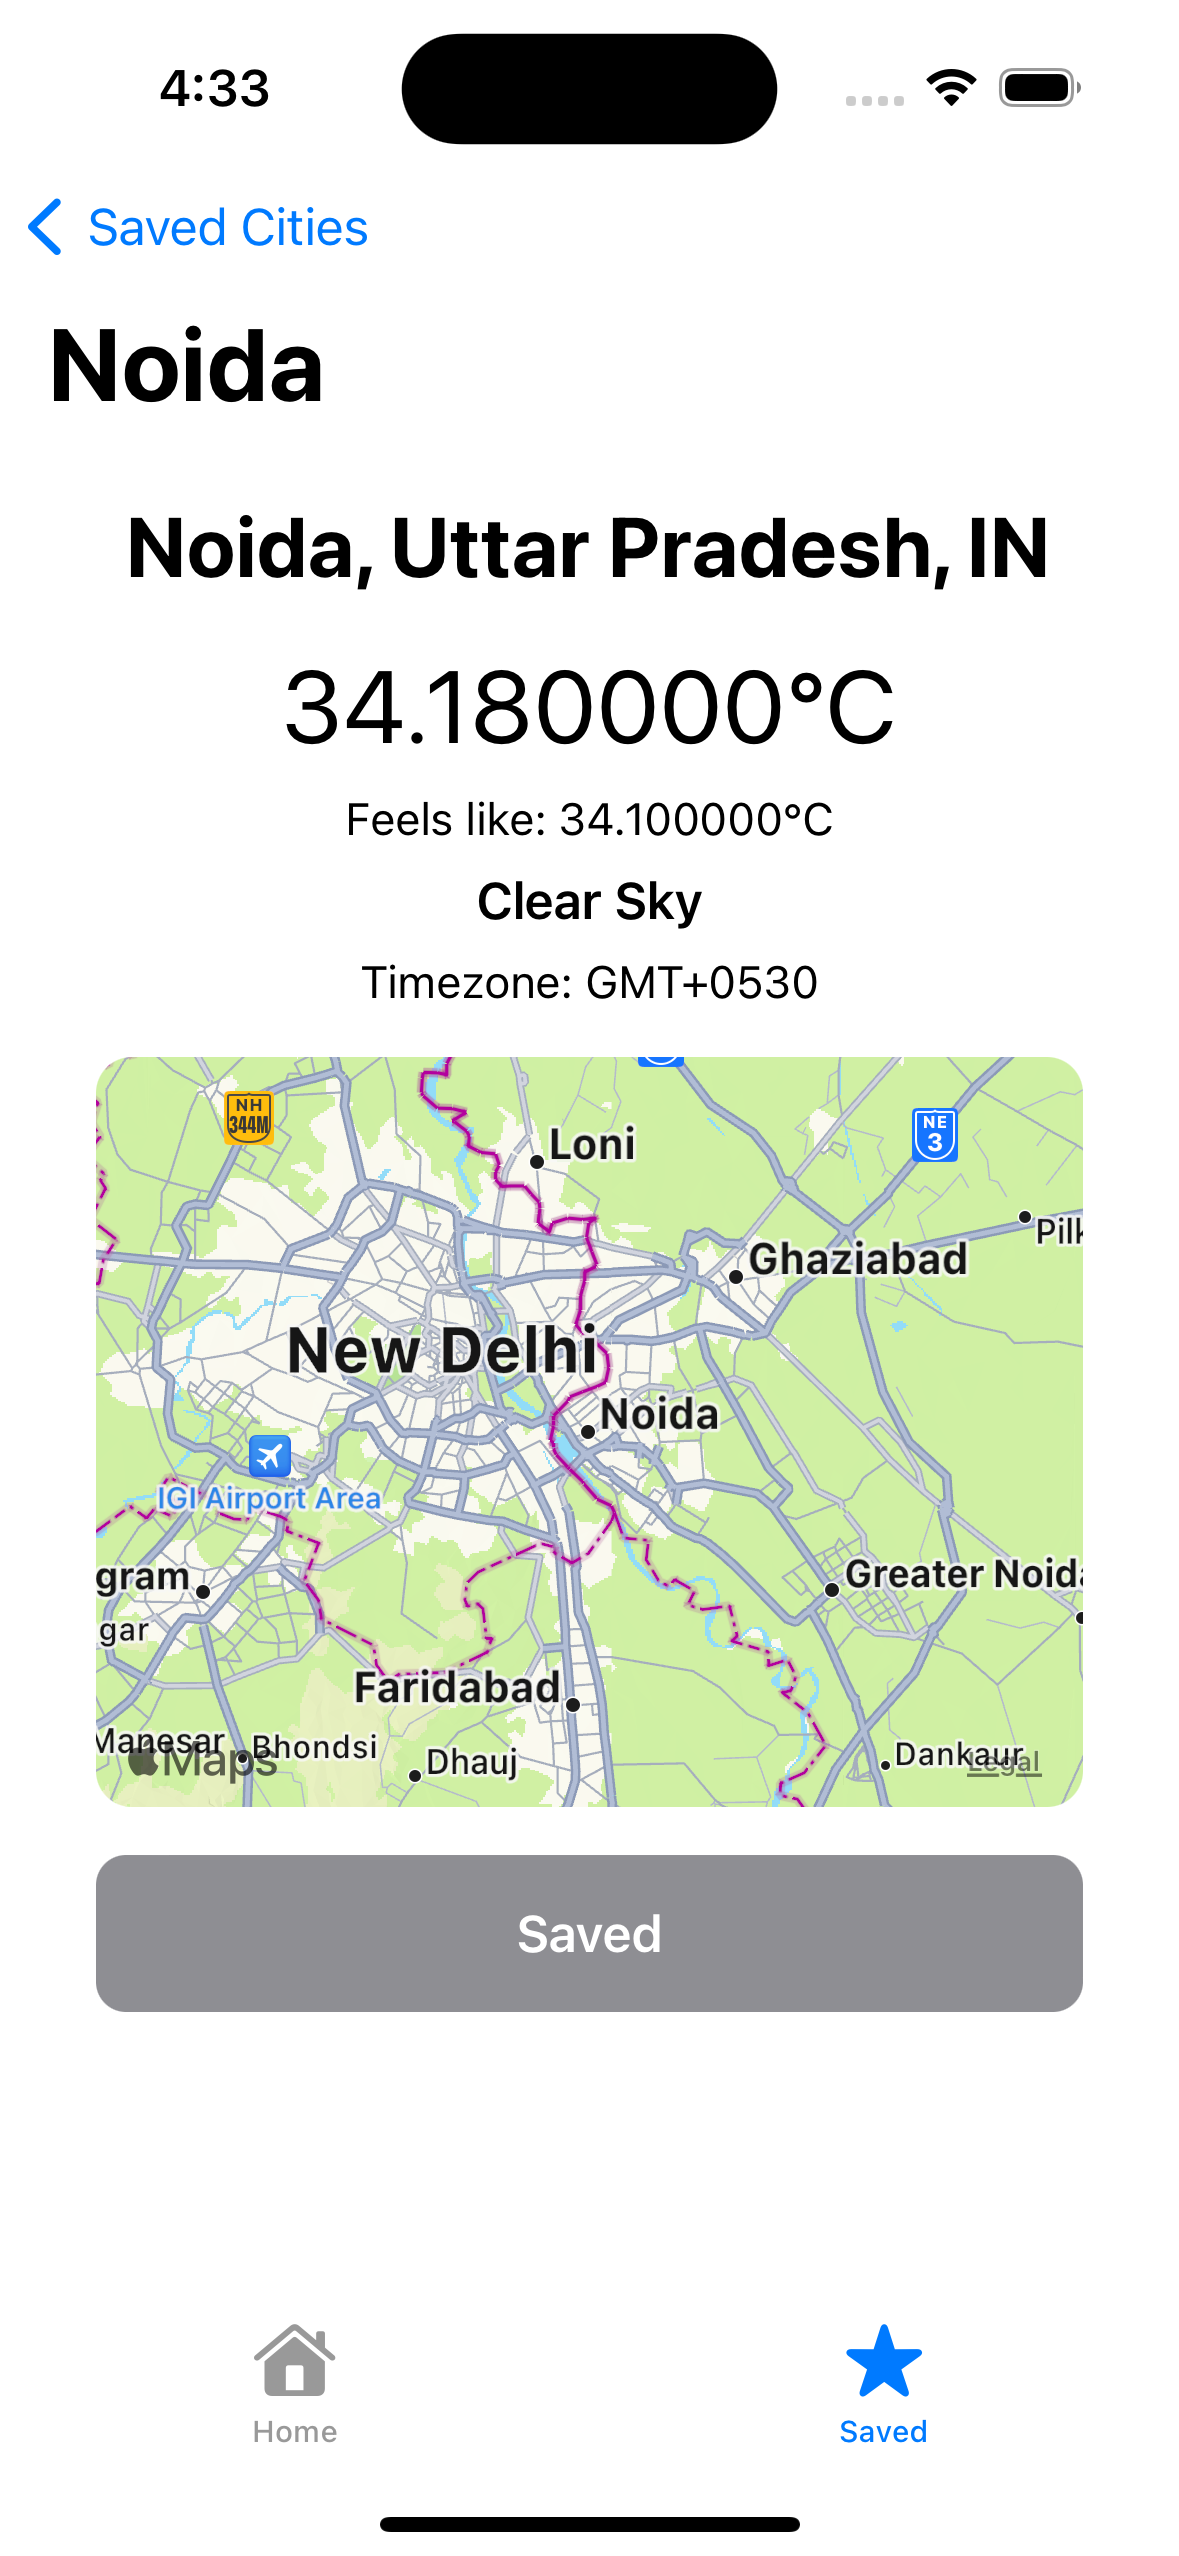 4:33
Saved Cities
Noida
Noida, Uttar Pradesh, IN
34.180000°C
Feels like: 34.100000°C
Clear Sky
Timezone: GMT+0530
NH
344M
Loni
NE
3
Pilk
Ghaziabad
New Delhi
Noida
IGI Airport Area
gram
Greater Noida
gar
Faridabad
Manesar
Bhondsi
Maps
Dhauj
Dankaur
Legal
Saved
Home
Saved